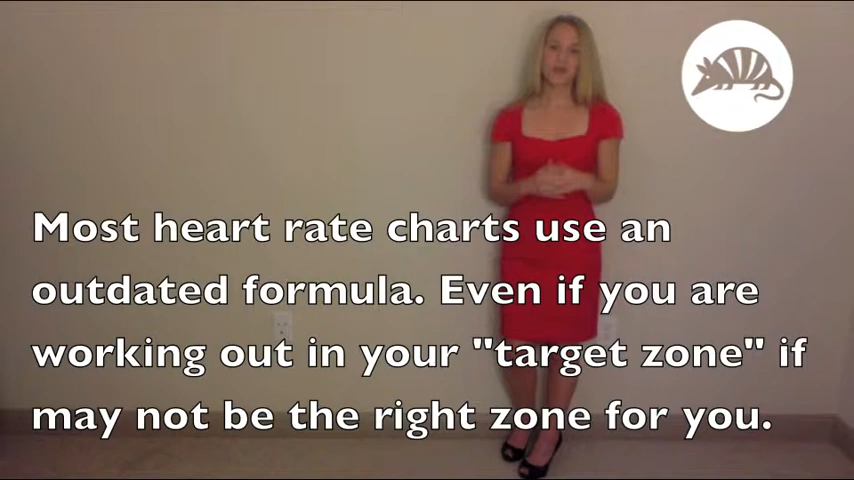 Most heart rate charts use an
outdated formula. Even if you are
working out in your "target zone" if
may not be the right zone for you.